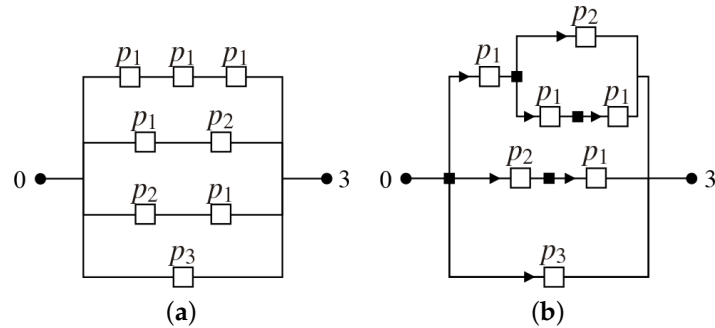 p₁ p₁ p₁
p₁ p₂
0 3
p₂ p₁
p₃
(a)
p₂
p₁
p₁ p₁
p₂ p₁
0 3
p₃
(b)